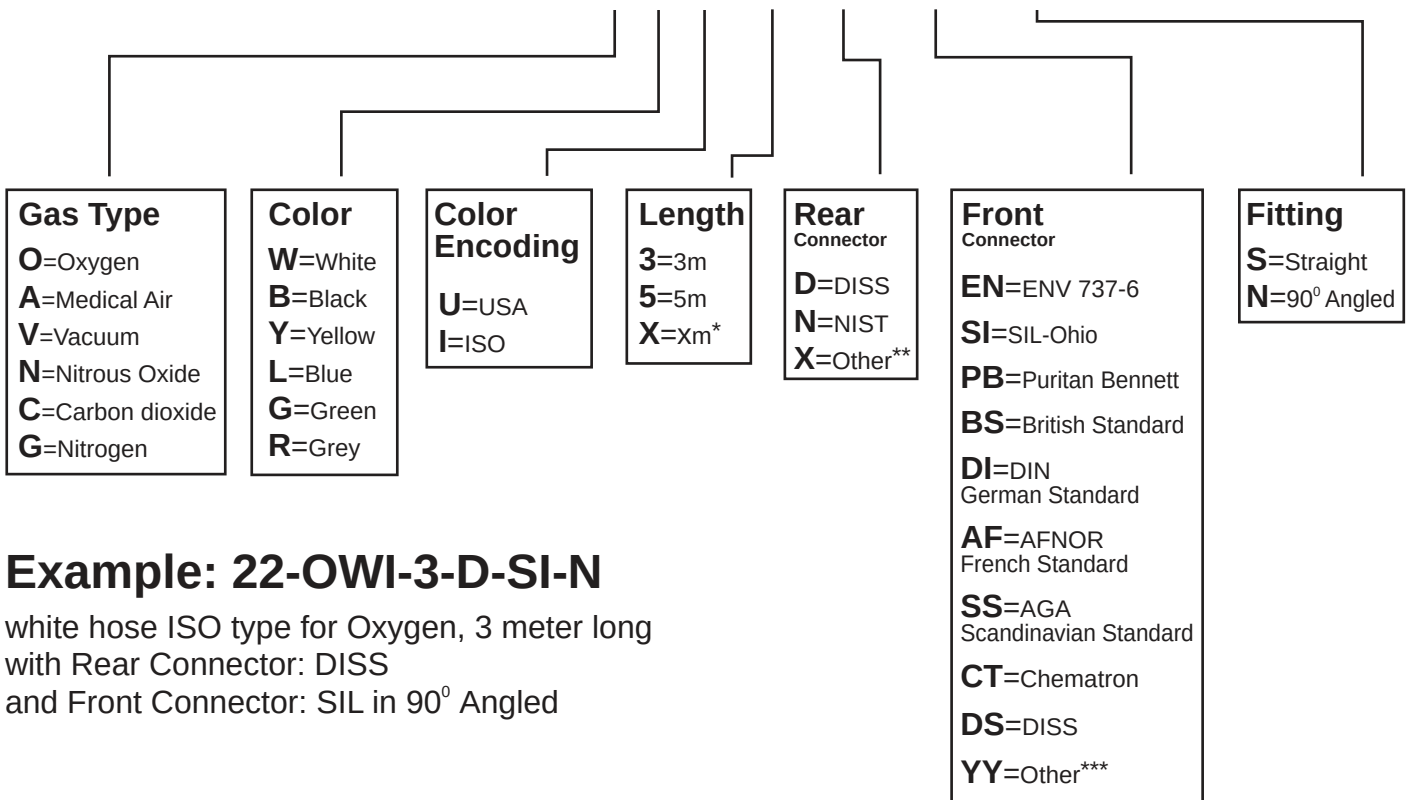 Gas Type
O=Oxygen
A=Medical Air
V=Vacuum
N=Nitrous Oxide
C=Carbon dioxide
G=Nitrogen
Color
W=White
B=Black
Y=Yellow
L=Blue
G=Green
R=Grey
Color
Encoding
U=USA
I=ISO
Length
3=3m
5=5m
X=Xm*
Rear
Connector
D=DISS
N=NIST
X=Other**
Front
Connector
EN=ENV 737-6
SI=SIL-Ohio
PB=Puritan Bennett
BS=British Standard
DI=DIN
German Standard
AF=AFNOR
French Standard
SS=AGA
Scandinavian Standard
CT=Chematron
DS=DISS
YY=Other***
Fitting
S=Straight
N=90⁰ Angled
Example: 22-OWI-3-D-SI-N
white hose ISO type for Oxygen, 3 meter long
with Rear Connector: DISS
and Front Connector: SIL in 90⁰ Angled